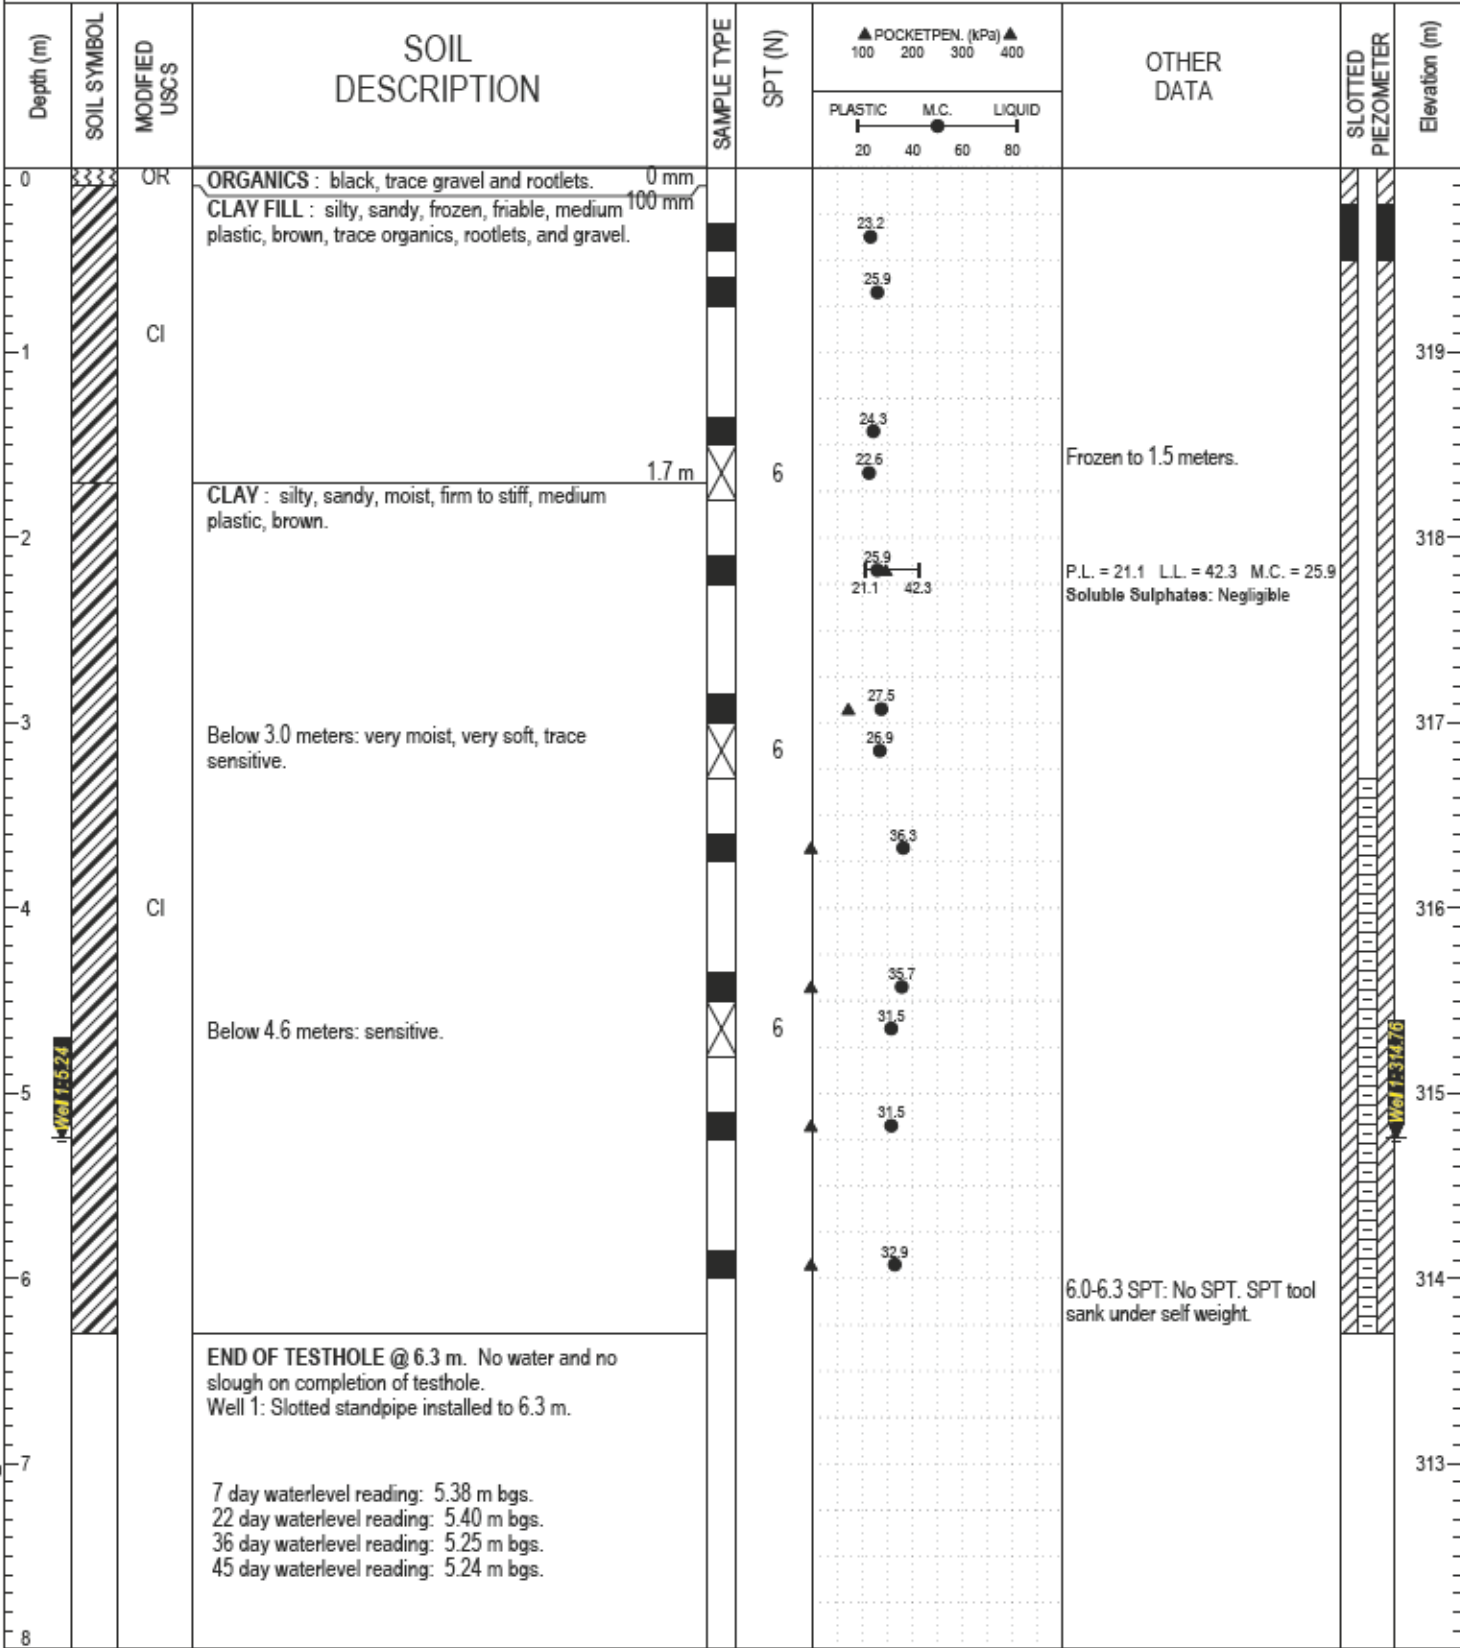 Depth (m)
SOIL SYMBOL
MODIFIED
USCS
SOIL
DESCRIPTION
SAMPLE TYPE
SPT (N)
▲ POCKETPEN. (kPa) ▲
100 200 300 400
PLASTIC M.C. LIQUID
20 40 60 80
OTHER
DATA
SLOTTED
PIEZOMETER
Elevation (m)
0
OR
ORGANICS : black, trace gravel and rootlets. 0 mm
100 mm
CLAY FILL : silty, sandy, frozen, friable, medium
plastic, brown, trace organics, rootlets, and gravel.
23.2
25.9
CI
1
319
24.3
22.6
Frozen to 1.5 meters.
1.7 m
6
CLAY : silty, sandy, moist, firm to stiff, medium
plastic, brown.
2
318
25.9
21.1 42.3
P.L. = 21.1 L.L. = 42.3 M.C. = 25.9
Soluble Sulphates: Negligible
27.5
3
317
Below 3.0 meters: very moist, very soft, trace
sensitive.
26.9
6
36.3
4
CI
316
35.7
31.5
Below 4.6 meters: sensitive.
6
Well 1:5.24
Well 1:314.76
5
315
31.5
32.9
6
314
6.0-6.3 SPT: No SPT. SPT tool
sank under self weight.
END OF TESTHOLE @ 6.3 m. No water and no
slough on completion of testhole.
Well 1: Slotted standpipe installed to 6.3 m.
7
313
7 day waterlevel reading: 5.38 m bgs.
22 day waterlevel reading: 5.40 m bgs.
36 day waterlevel reading: 5.25 m bgs.
45 day waterlevel reading: 5.24 m bgs.
8